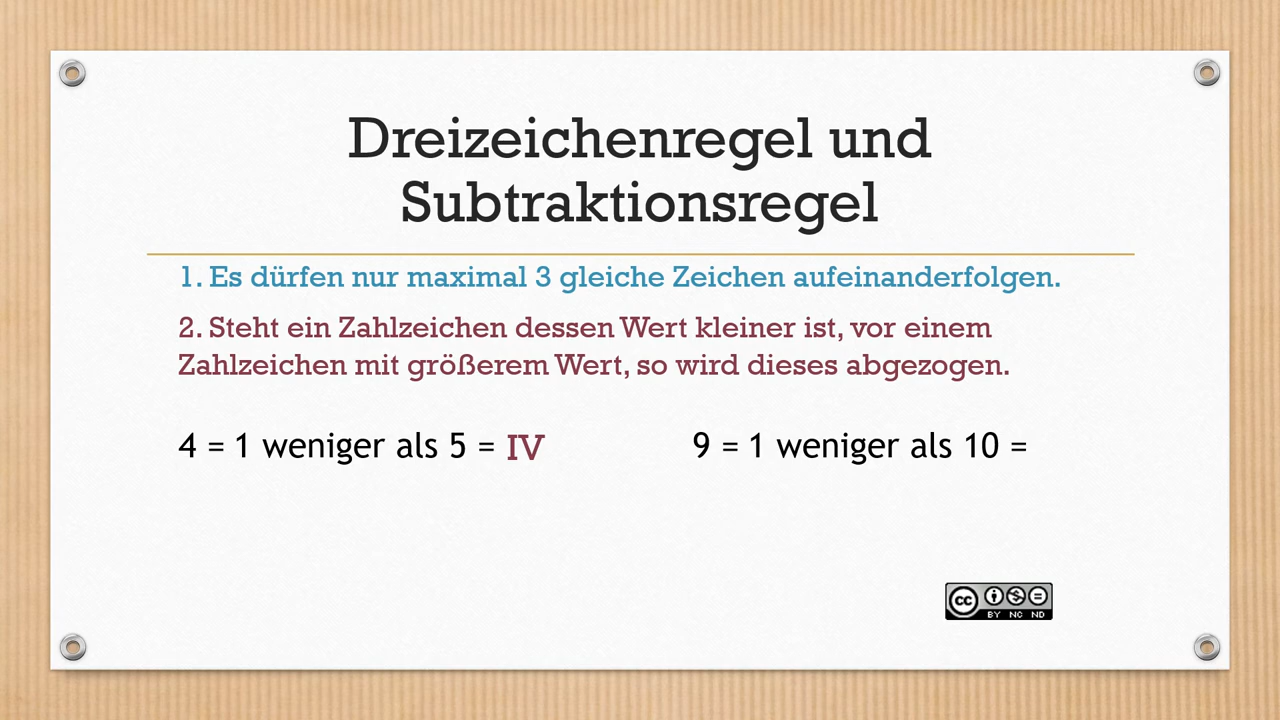 Dreizeichenregel und
Subtraktionsregel
1. Es dürfen nur maximal 3 gleiche Zeichen aufeinanderfolgen.
2. Steht ein Zahlzeichen dessen Wert kleiner ist, vor einem
Zahlzeichen mit größerem Wert, so wird dieses abgezogen.
4 = 1 weniger als 5 = IV
9 = 1 weniger als 10 =
cc
BY NC ND